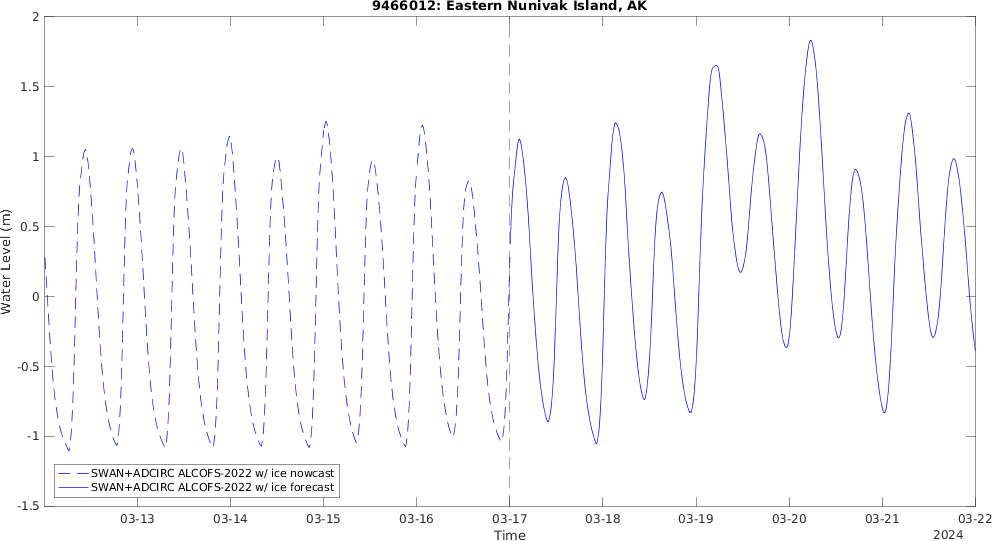 9466012: Eastern Nunivak Island, AK
2
1.5
1
0.5
0
-0.5
-1
-1.5
Water Level (m)
SWAN+ADCIRC ALCOFS-2022 w/ ice nowcast
SWAN+ADCIRC ALCOFS-2022 w/ ice forecast
03-13 03-14 03-15 03-16 03-17 03-18 03-19 03-20 03-21 03-22
Time
2024